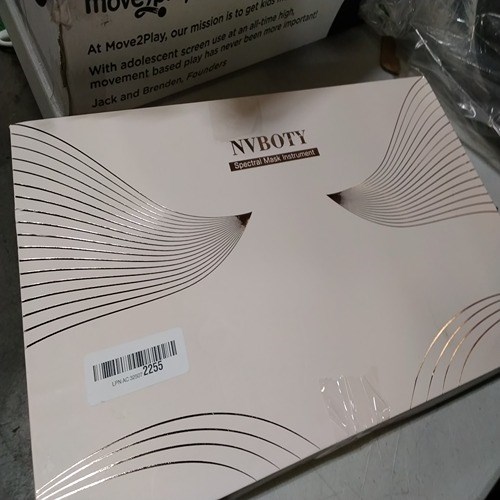 move2play
At Move2Play, our mission is to get kids
With adolescent screen use at an all-time high,
movement based play has never been more important!
Jack and Brenden, Founders
NVBOTY
Spectral Mask Instrument
2255